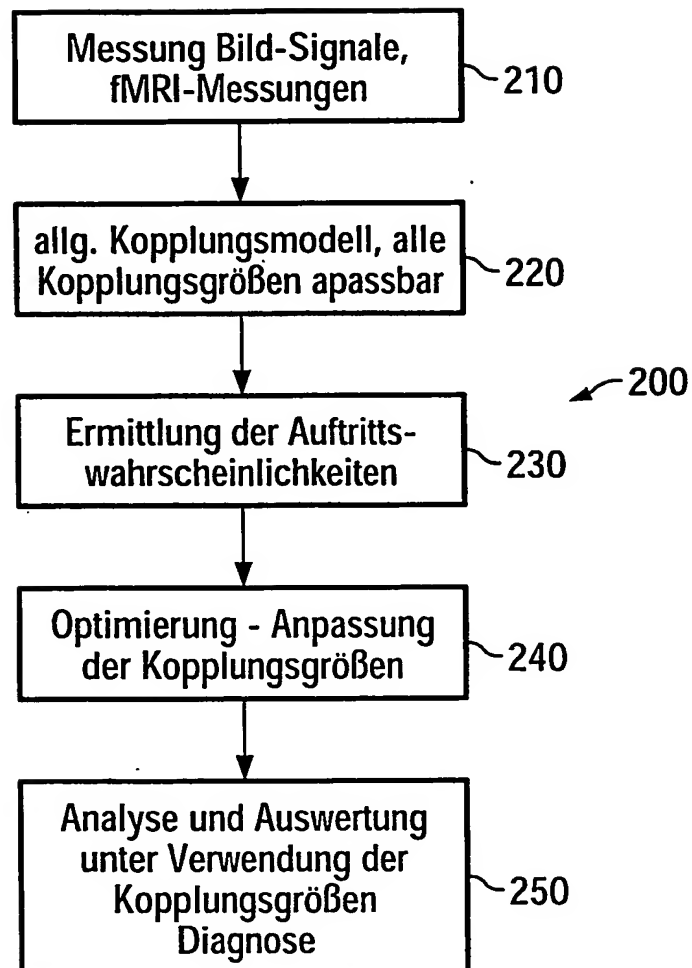 Messung Bild-Signale,
fMRI-Messungen
210
allg. Kopplungsmodell, alle
Kopplungsgrößen apassbar
220
200
Ermittlung der Auftritts-
wahrscheinlichkeiten
230
Optimierung - Anpassung
der Kopplungsgrößen
240
Analyse und Auswertung
unter Verwendung der
Kopplungsgrößen
Diagnose
250